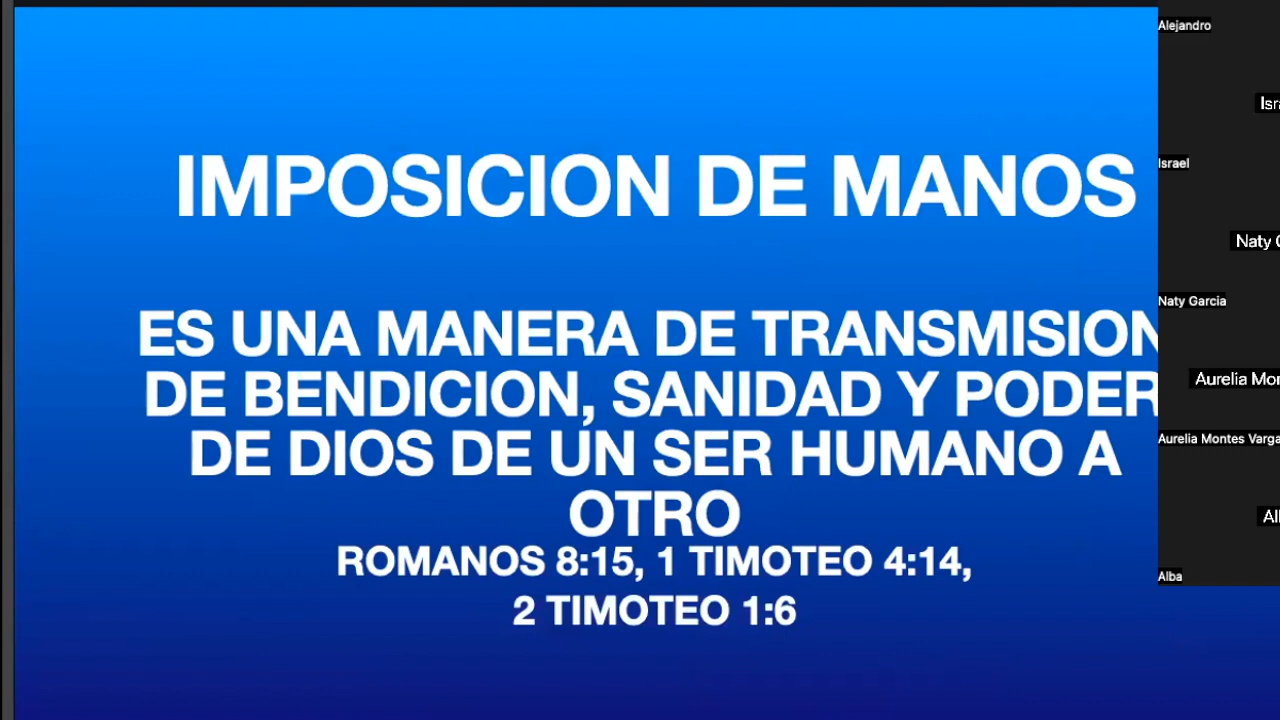 IMPOSICION DE MANOS
ES UNA MANERA DE TRANSMISION
DE BENDICION, SANIDAD Y PODER
DE DIOS DE UN SER HUMANO A
OTRO
ROMANOS 8:15, 1 TIMOTEO 4:14,
2 TIMOTEO 1:6
Alejandro
Israel
Naty
Naty Garcia
Aurelia
Aurelia Montes Varga
Alba